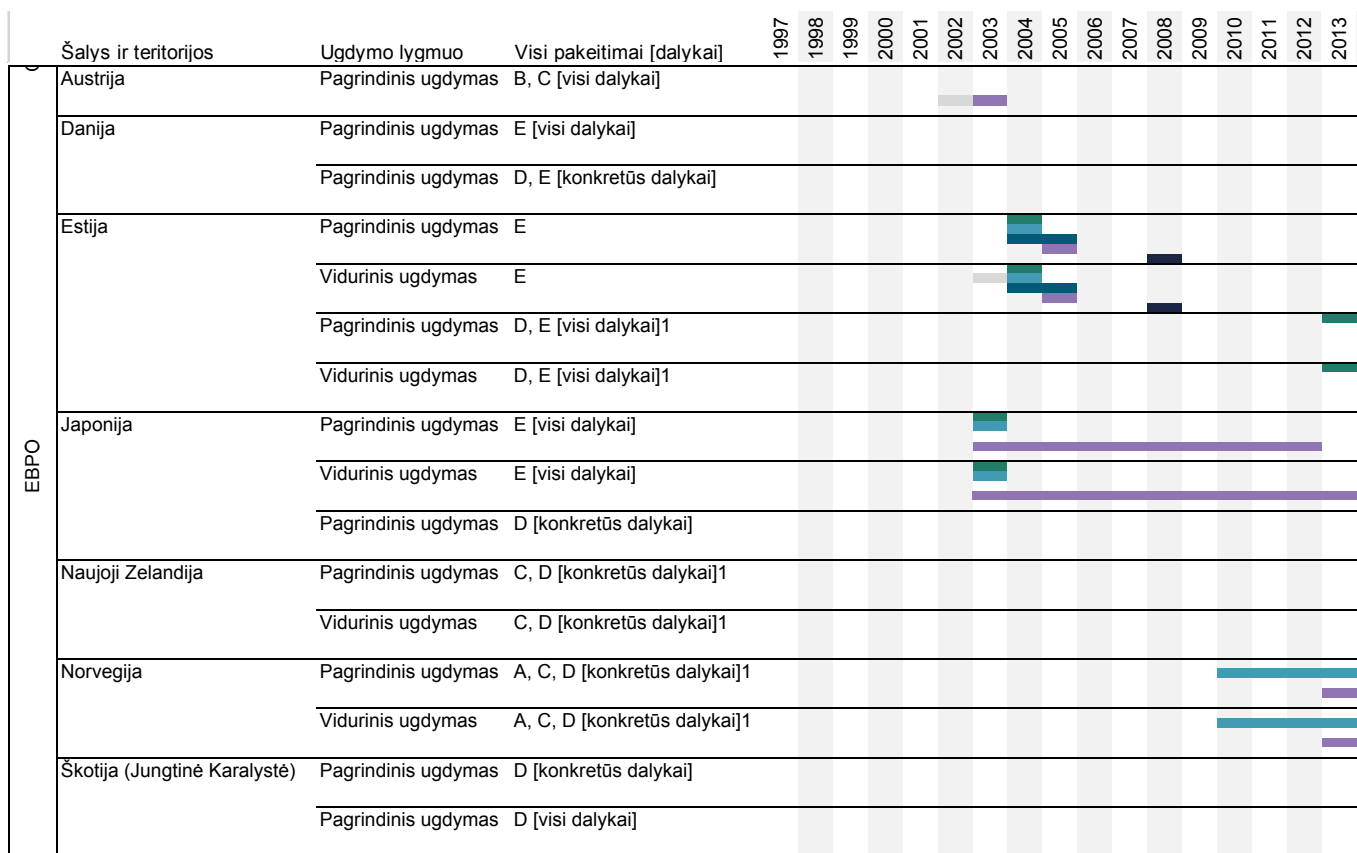 1997 1998 1999 2000 2001 2002 2003 2004 2005 2006 2007 2008 2009 2010 2011 2012 2013
Šalys ir teritorijos Ugdymo lygmuo Visi pakeitimai [dalykai]
EBPO
Austrija Pagrindinis ugdymas B, C [visi dalykai]
Danija Pagrindinis ugdymas E [visi dalykai]
Pagrindinis ugdymas D, E [konkretūs dalykai]
Estija Pagrindinis ugdymas E
Vidurinis ugdymas E
Pagrindinis ugdymas D, E [visi dalykai]1
Vidurinis ugdymas D, E [visi dalykai]1
Japonija Pagrindinis ugdymas E [visi dalykai]
Vidurinis ugdymas E [visi dalykai]
Pagrindinis ugdymas D [konkretūs dalykai]
Naujoji Zelandija Pagrindinis ugdymas C, D [konkretūs dalykai]1
Vidurinis ugdymas C, D [konkretūs dalykai]1
Norvegija Pagrindinis ugdymas A, C, D [konkretūs dalykai]1
Vidurinis ugdymas A, C, D [konkretūs dalykai]1
Škotija (Jungtinė Karalystė) Pagrindinis ugdymas D [konkretūs dalykai]
Pagrindinis ugdymas D [visi dalykai]